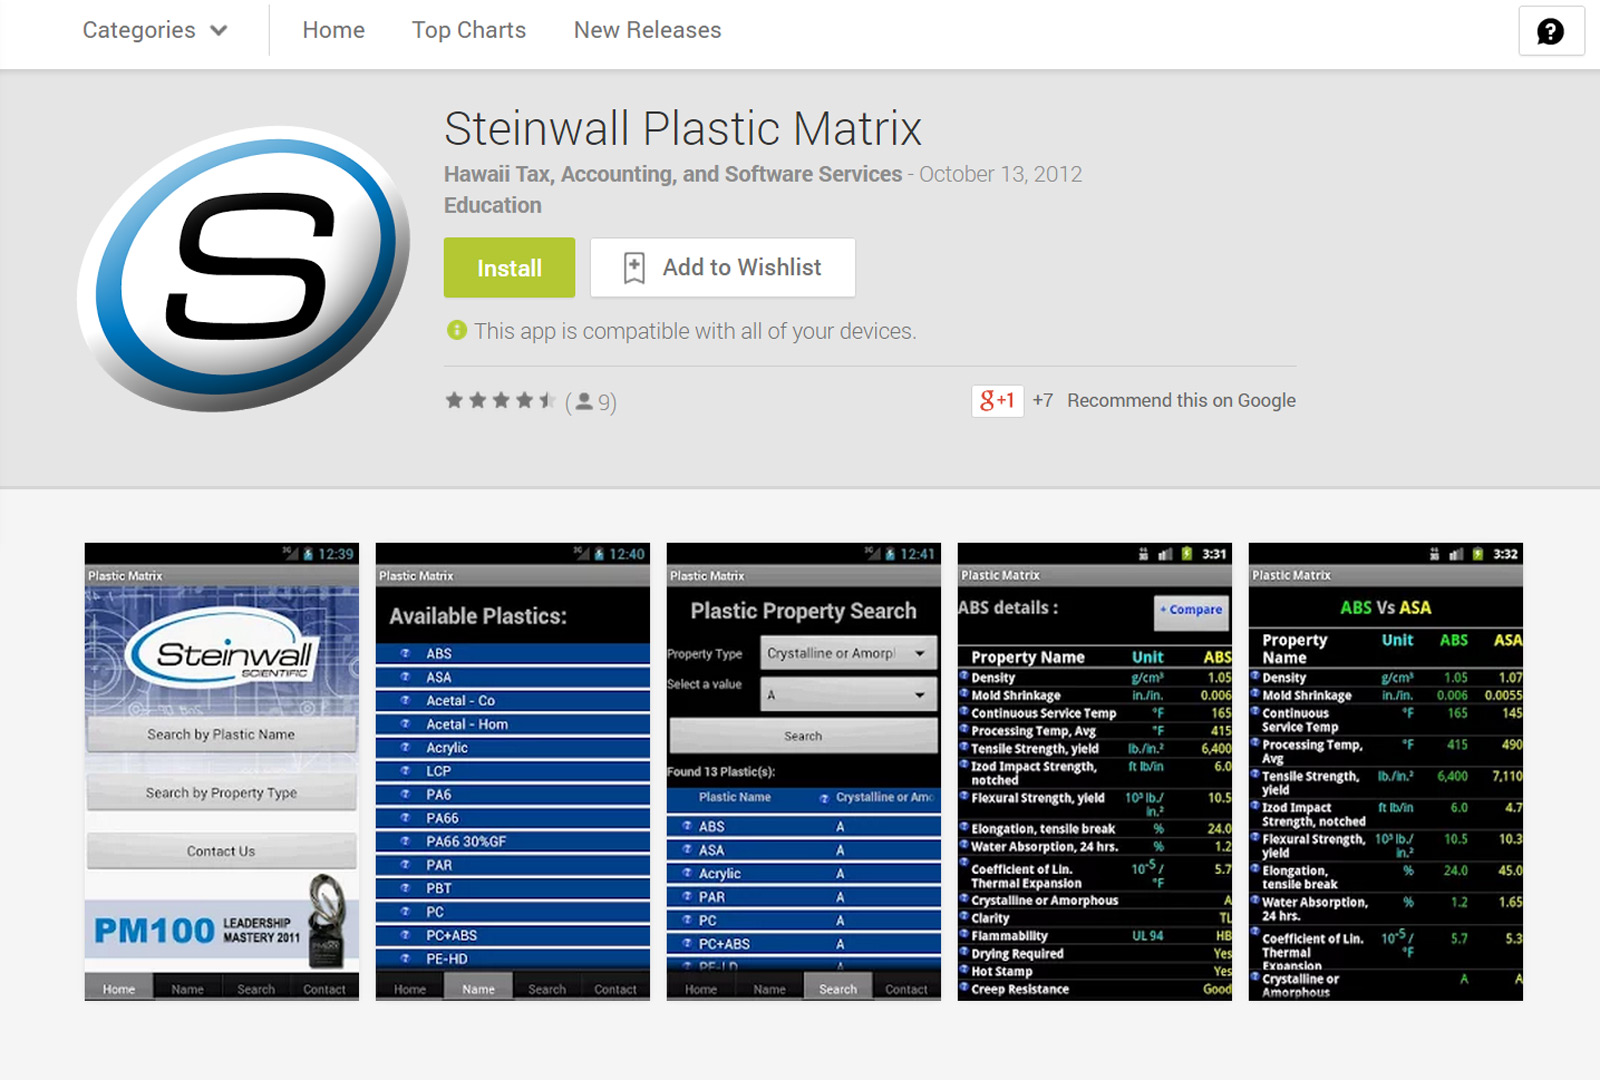 Categories
Home
Top Charts
New Releases
S
Steinwall Plastic Matrix
Hawaii Tax, Accounting, and Software Services - October 13, 2012
Education
Install
Add to Wishlist
This app is compatible with all of your devices.
(9)
g+1 +7 Recommend this on Google
3G 12:39
Plastic Matrix
Steinwall
SCIENTIFIC
Search by Plastic Name
Search by Property Type
Contact Us
PM100
LEADERSHIP
MASTERY 2011
Home Name Search Contact
3G 12:40
Plastic Matrix
Available Plastics:
ABS
ASA
Acetal - Co
Acetal - Hom
Acrylic
LCP
PA6
PA66
PA66 30%GF
PAR
PBT
PC
PC+ABS
PE-HD
Home Name Search Contact
3G 12:41
Plastic Matrix
Plastic Property Search
Property Type Crystalline or Amorpl
Select a value A
Search
Found 13 Plastic(s):
Plastic Name Crystalline or Amo
ABS A
ASA A
Acrylic A
PAR A
PC A
PC+ABS A
PE-LD A
Home Name Search Contact
3:31
Plastic Matrix
ABS details :
+ Compare
Property Name Unit ABS
Density g/cm³ 1.05
Mold Shrinkage in./in. 0.006
Continuous Service Temp °F 165
Processing Temp, Avg °F 415
Tensile Strength, yield lb./in.² 6,400
Izod Impact Strength, ft lb/in 6.0
notched
Flexural Strength, yield 10³ lb./ 10.5
in.²
Elongation, tensile break % 24.0
Water Absorption, 24 hrs. % 1.2
Coefficient of Lin. 10⁻⁵ / 5.7
Thermal Expansion °F
Crystalline or Amorphous A
Clarity TL
Flammability UL 94 HB
Drying Required Yes
Hot Stamp Yes
Creep Resistance Good
3:32
Plastic Matrix
ABS Vs ASA
Property Unit ABS ASA
Name
Density g/cm³ 1.05 1.07
Mold Shrinkage in./in. 0.006 0.0055
Continuous °F 165 145
Service Temp
Processing Temp, °F 415 490
Avg
Tensile Strength, lb./in.² 6,400 7,110
yield
Izod Impact ft lb/in 6.0 4.7
Strength, notched
Flexural Strength, 10³ lb./ 10.5 10.3
yield in.²
Elongation, % 24.0 45.0
tensile break
Water Absorption, % 1.2 1.65
24 hrs.
Coefficient of Lin. 10⁻⁵ / 5.7 5.3
Thermal °F
Expansion
Crystalline or A A
Amorphous